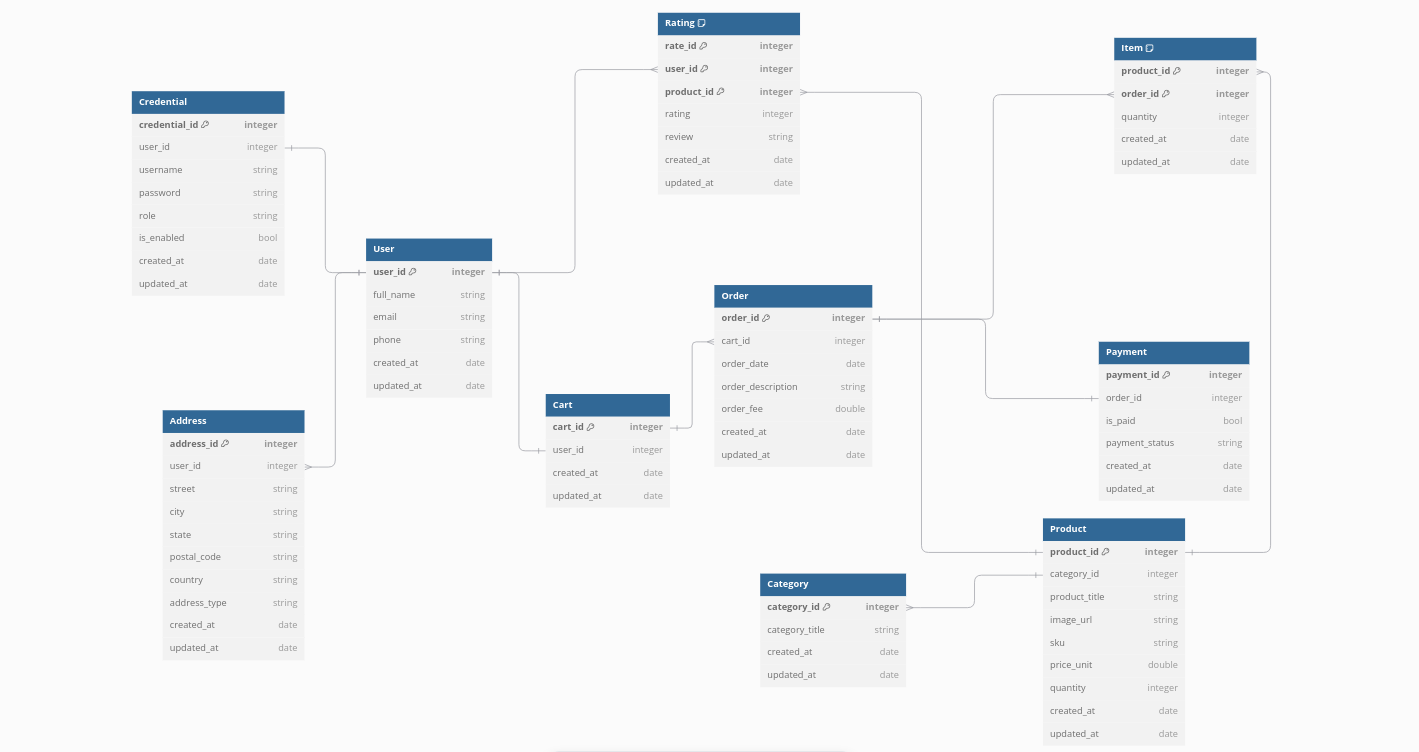 Rating
rate_id integer
user_id integer
product_id integer
rating integer
review string
created_at date
updated_at date
Item
product_id integer
order_id integer
quantity integer
created_at date
updated_at date
Credential
credential_id integer
user_id integer
username string
password string
role string
is_enabled bool
created_at date
updated_at date
User
user_id integer
full_name string
email string
phone string
created_at date
updated_at date
Order
order_id integer
cart_id integer
order_date date
order_description string
order_fee double
created_at date
updated_at date
Payment
payment_id integer
order_id integer
is_paid bool
payment_status string
created_at date
updated_at date
Cart
cart_id integer
user_id integer
created_at date
updated_at date
Address
address_id integer
user_id integer
street string
city string
state string
postal_code string
country string
address_type string
created_at date
updated_at date
Product
product_id integer
category_id integer
product_title string
image_url string
sku string
price_unit double
quantity integer
created_at date
updated_at date
Category
category_id integer
category_title string
created_at date
updated_at date